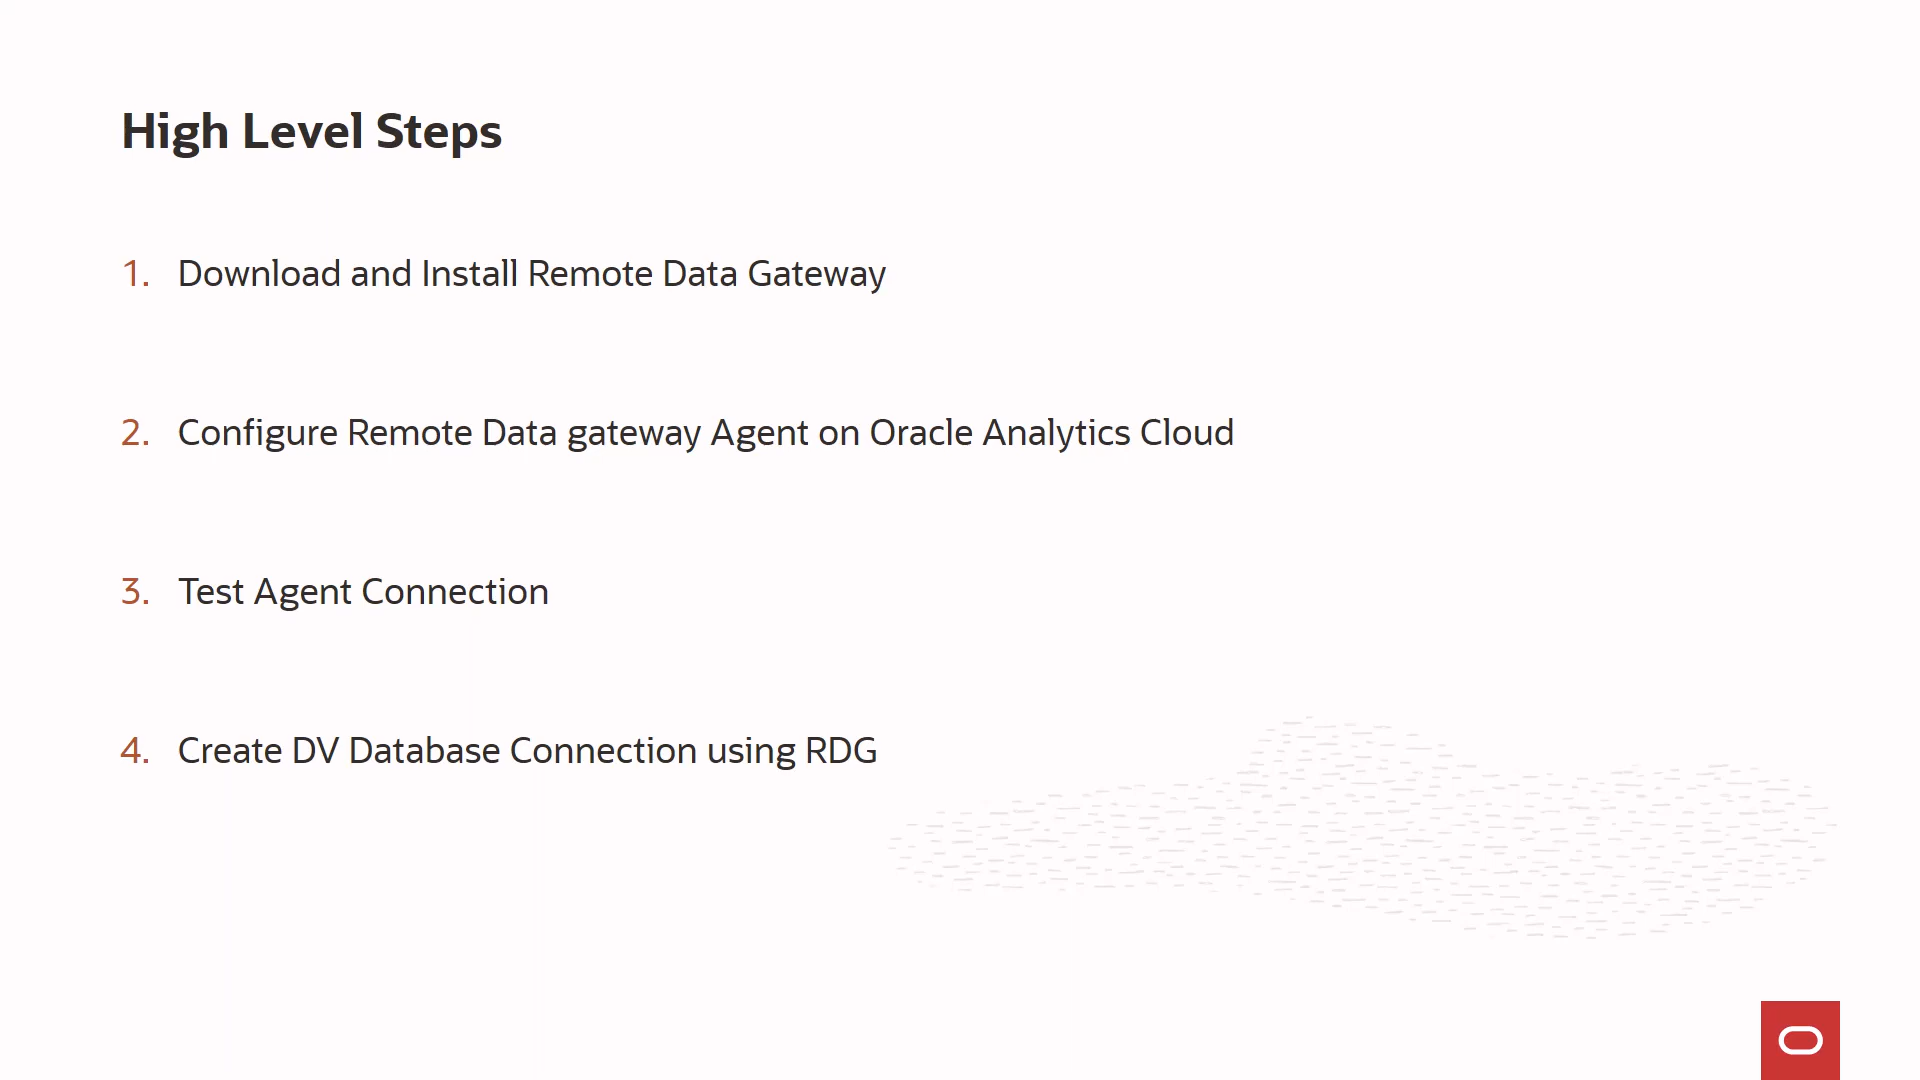 High Level Steps
1. Download and Install Remote Data Gateway
2. Configure Remote Data gateway Agent on Oracle Analytics Cloud
3. Test Agent Connection
4. Create DV Database Connection using RDG